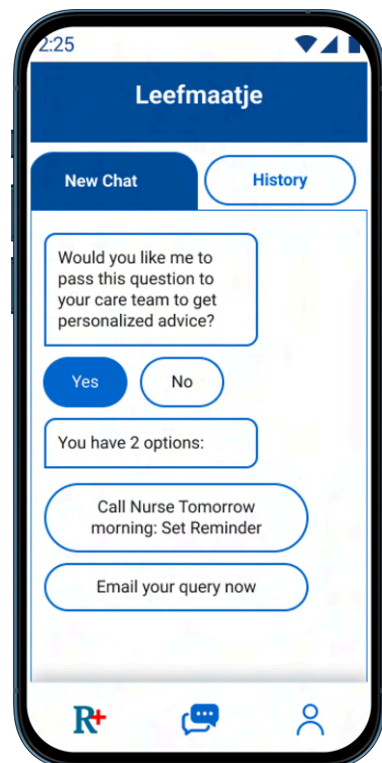 2:25
Leefmaatje
New Chat
History
Would you like me to
pass this question to
your care team to get
personalized advice?
Yes
No
You have 2 options:
Call Nurse Tomorrow
morning: Set Reminder
Email your query now
R+